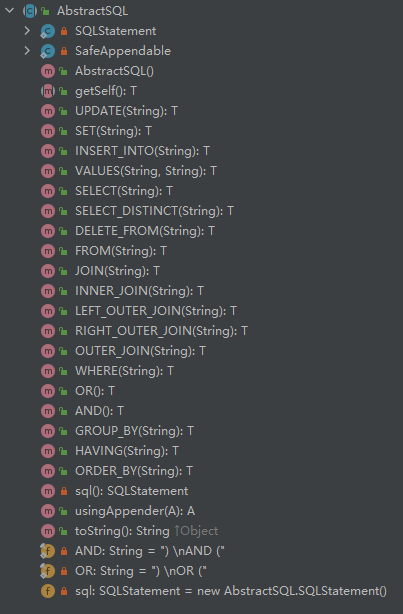 AbstractSQL
SQLStatement
SafeAppendable
AbstractSQL()
getSelf(): T
UPDATE(String): T
SET(String): T
INSERT_INTO(String): T
VALUES(String, String): T
SELECT(String): T
SELECT_DISTINCT(String): T
DELETE_FROM(String): T
FROM(String): T
JOIN(String): T
INNER_JOIN(String): T
LEFT_OUTER_JOIN(String): T
RIGHT_OUTER_JOIN(String): T
OUTER_JOIN(String): T
WHERE(String): T
OR(): T
AND(): T
GROUP_BY(String): T
HAVING(String): T
ORDER_BY(String): T
sql(): SQLStatement
usingAppender(A): A
toString(): String ↑Object
AND: String = ") \nAND ("
OR: String = ") \nOR ("
sql: SQLStatement = new AbstractSQL.SQLStatement()